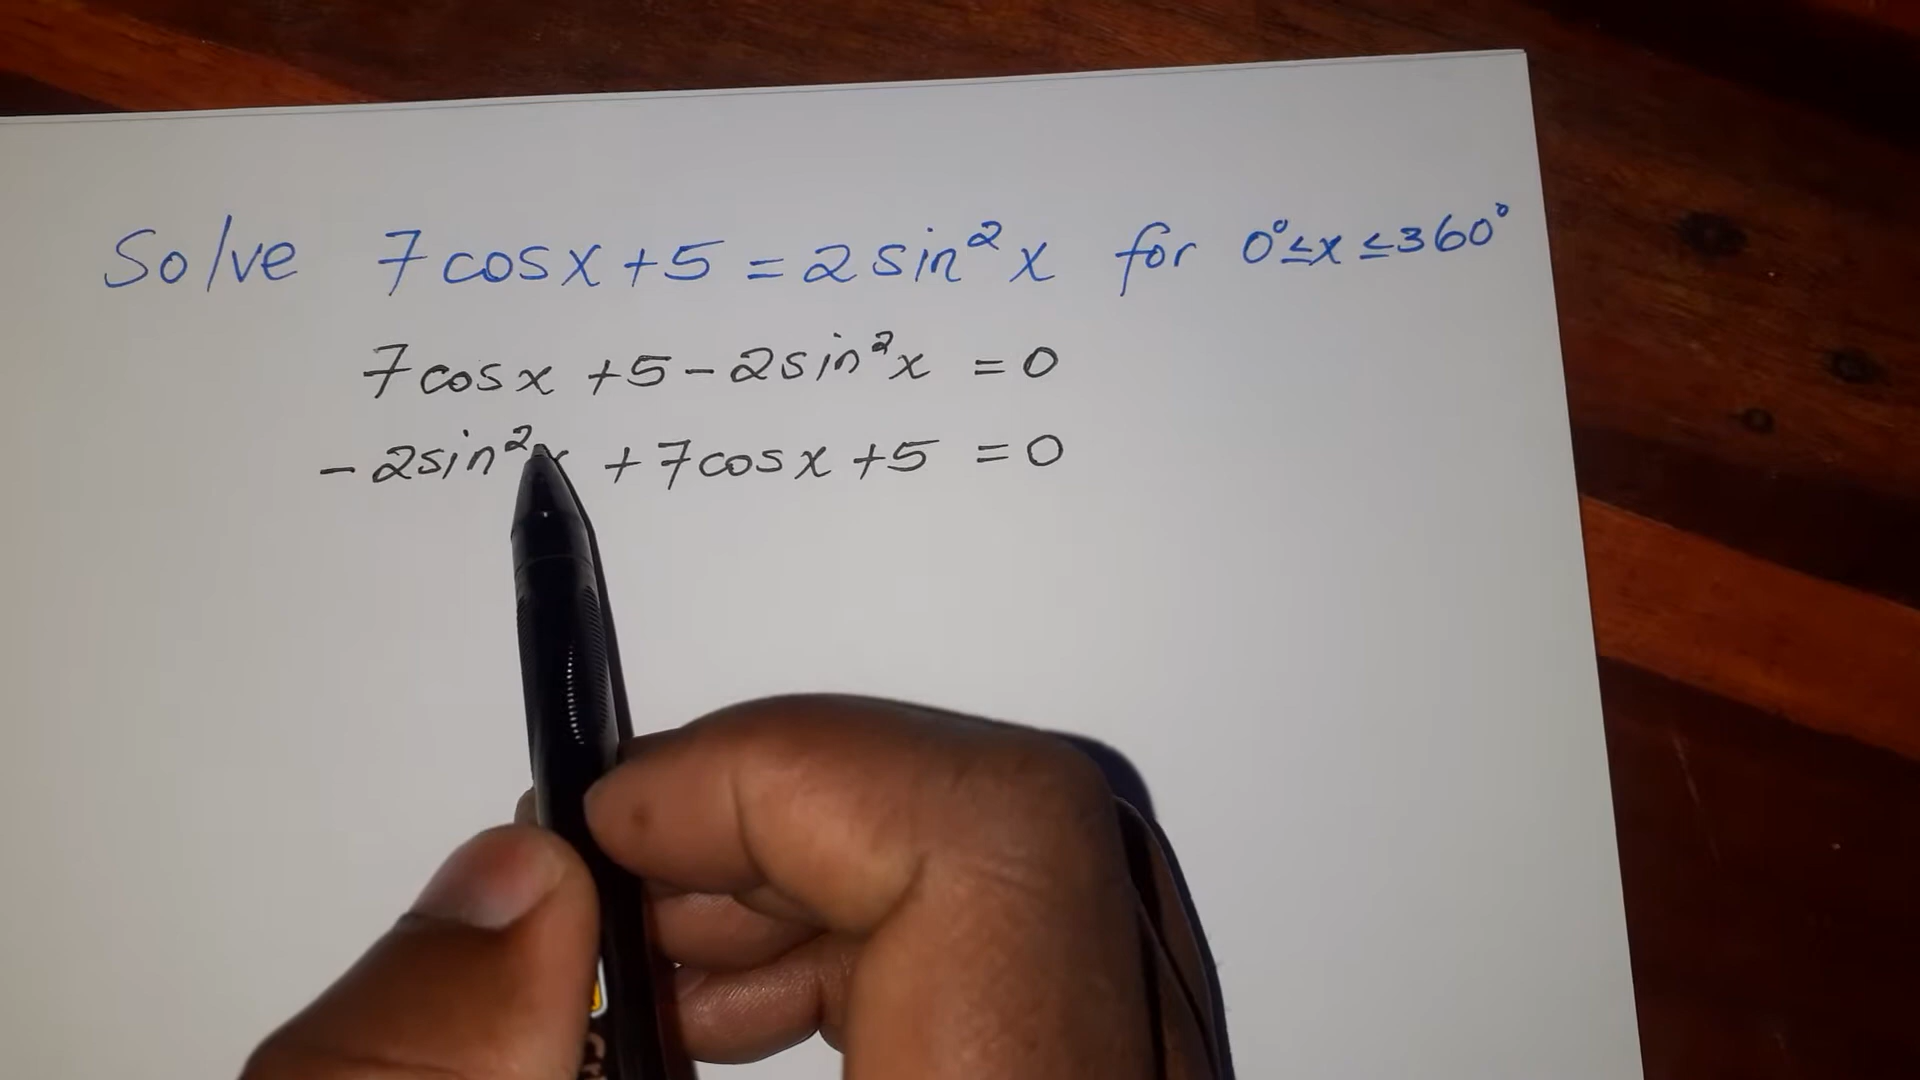 Solve 7cosx+5=2sin²x for 0°≤x≤360°
7cosx+5-2sin²x=0
-2sin²x+7cosx+5=0